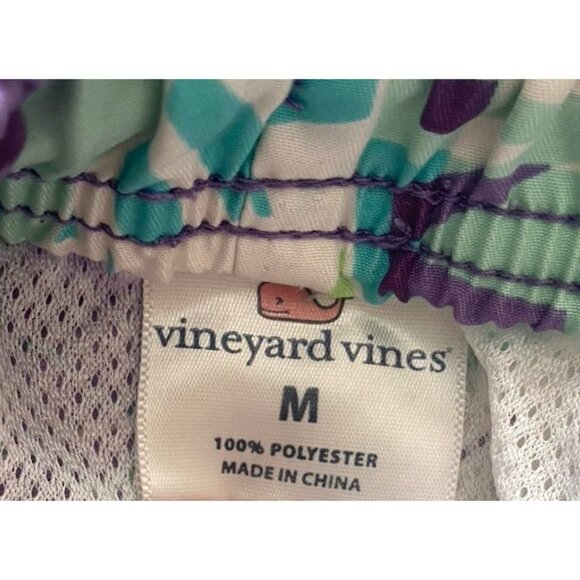 vineyard vines
M
100% POLYESTER
MADE IN CHINA